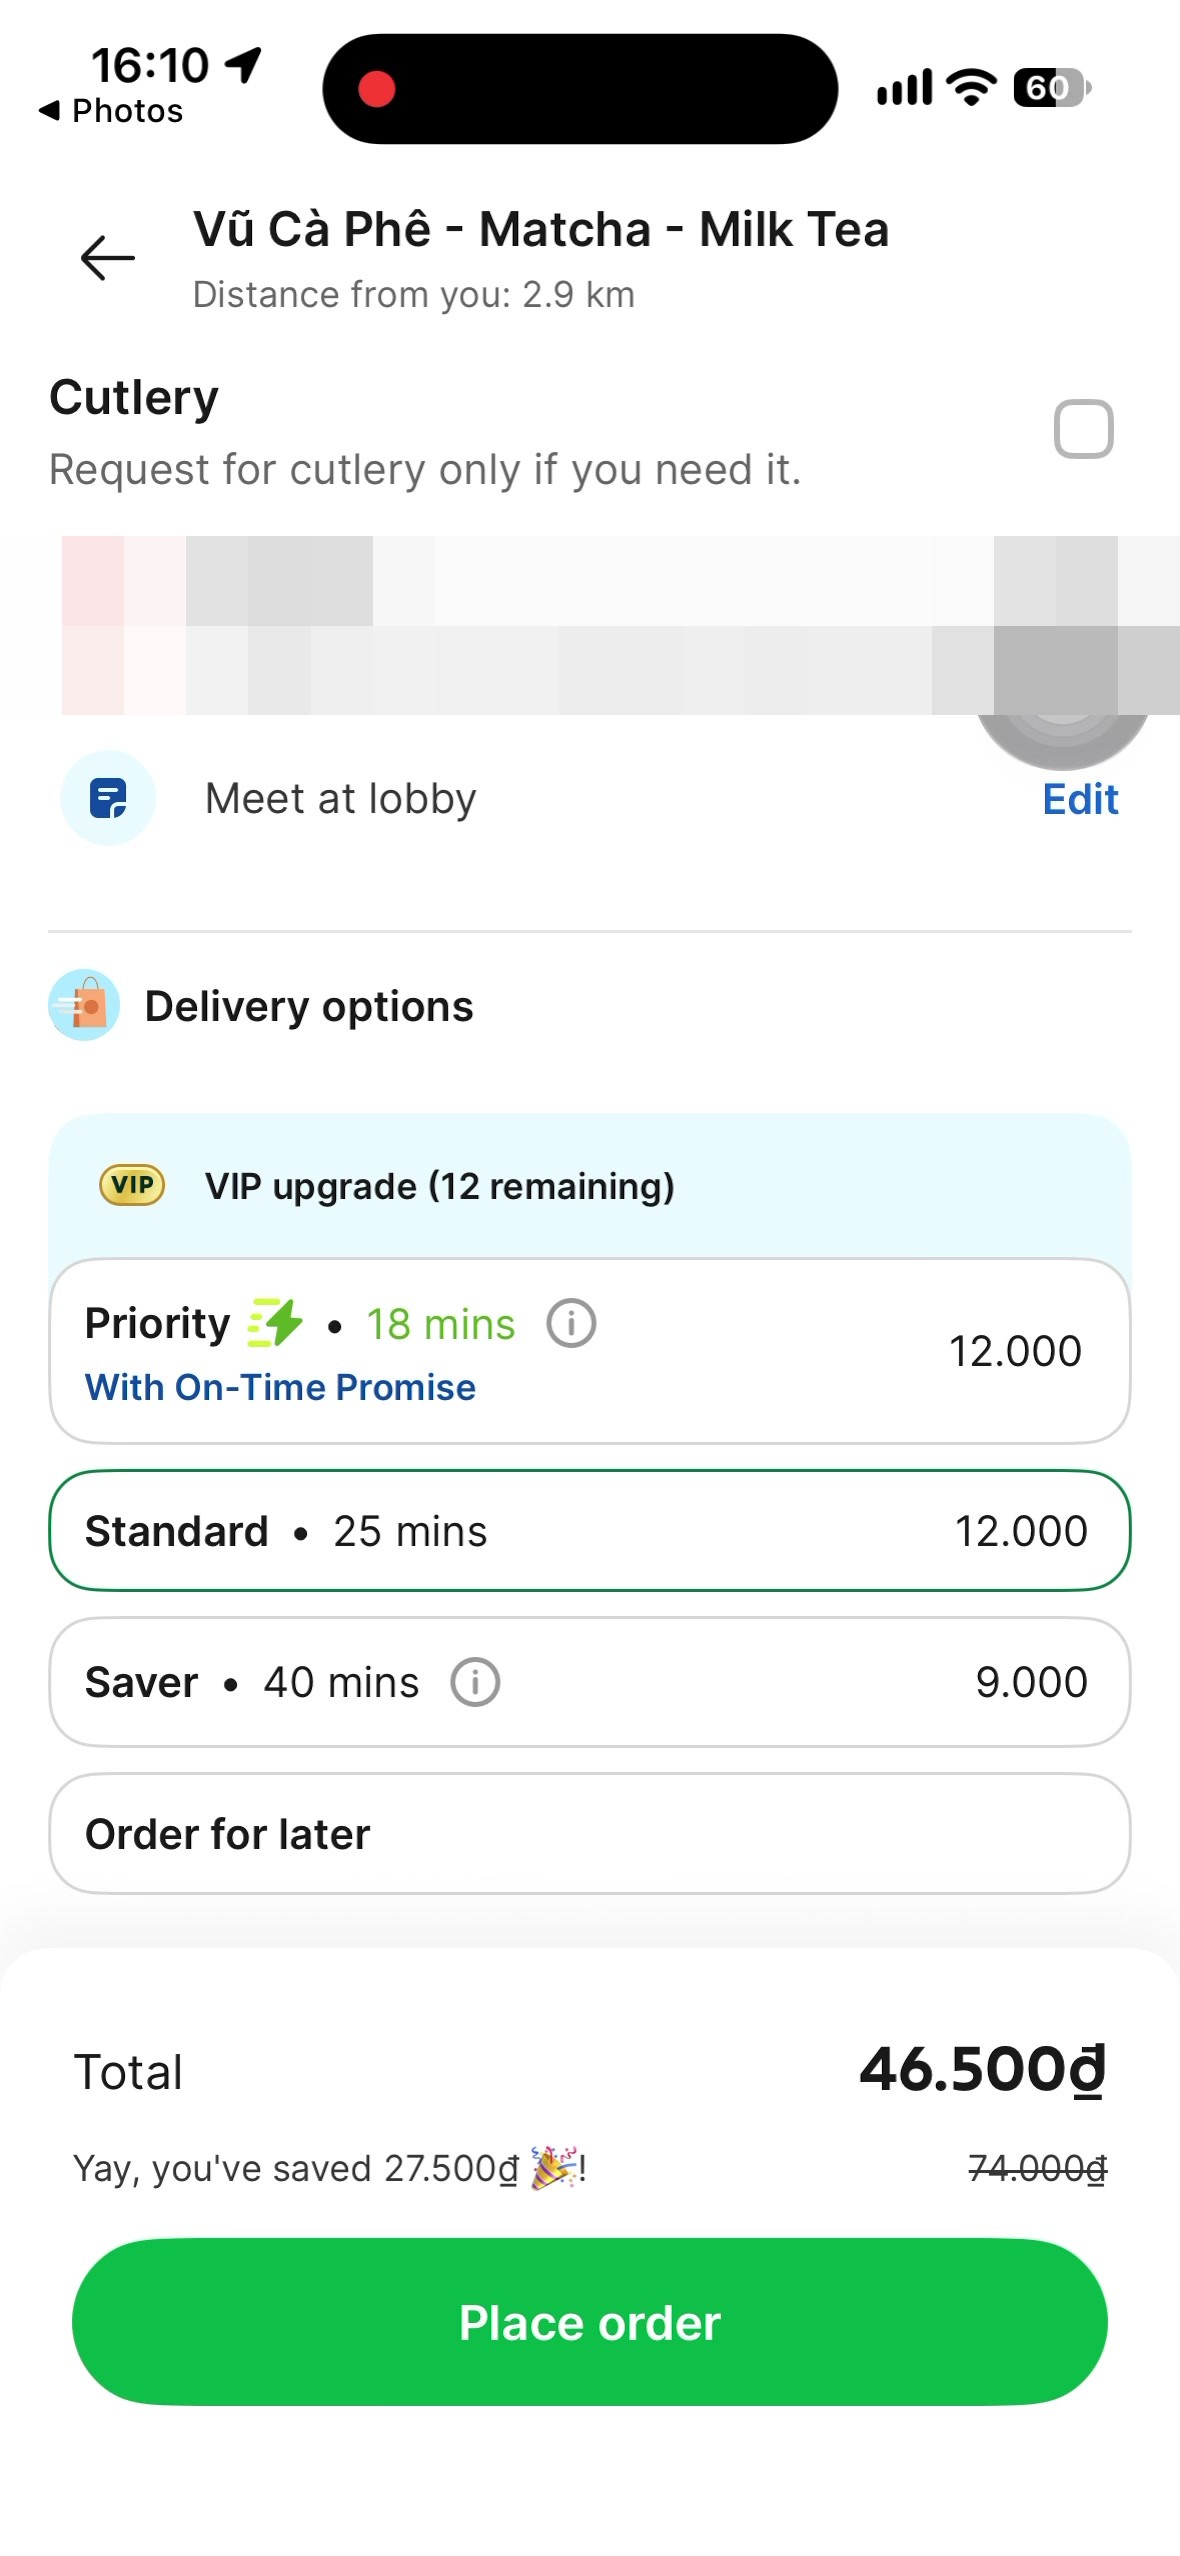 16:10
◀ Photos
60
Vũ Cà Phê - Matcha - Milk Tea
Distance from you: 2.9 km
Cutlery
Request for cutlery only if you need it.
Meet at lobby
Edit
Delivery options
VIP VIP upgrade (12 remaining)
Priority • 18 mins
12.000
With On-Time Promise
Standard • 25 mins
12.000
Saver • 40 mins
9.000
Order for later
Total
46.500₫
Yay, you've saved 27.500₫ 🎉!
74.000₫
Place order